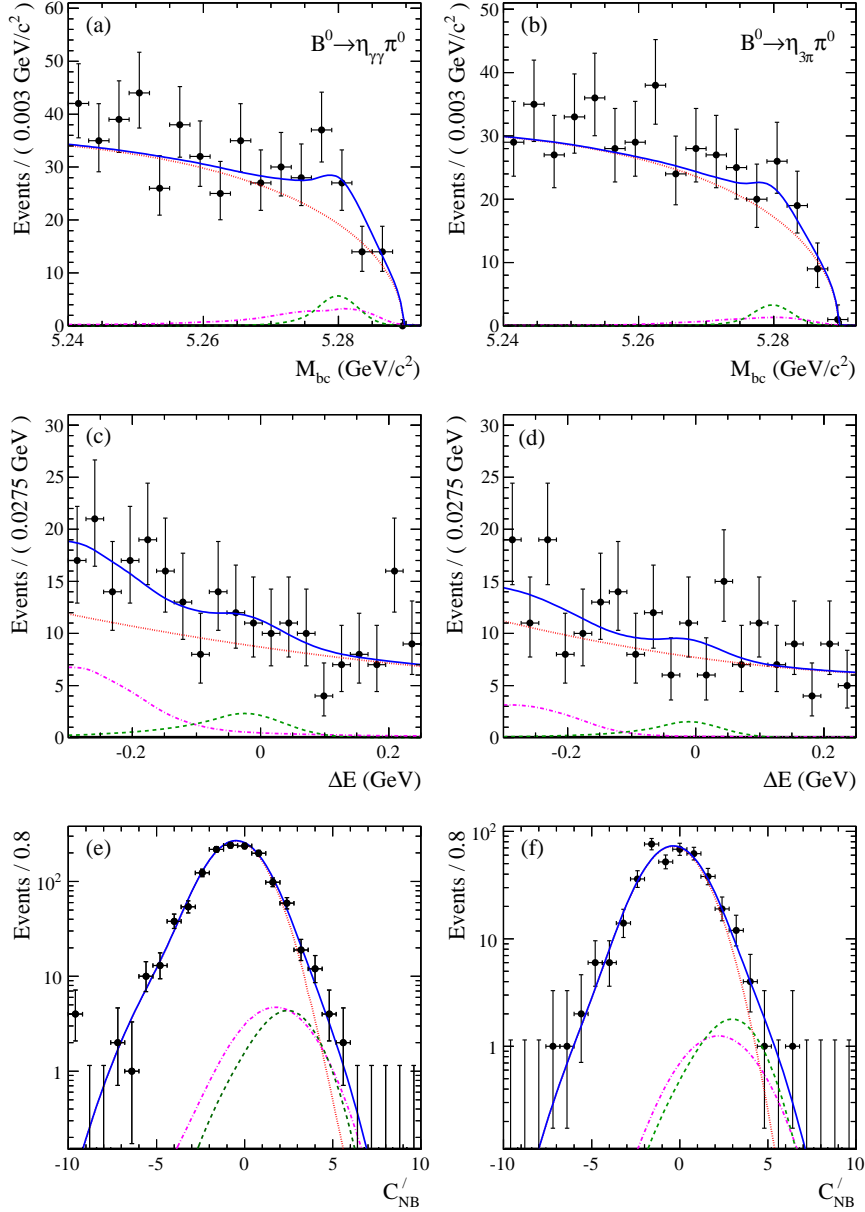 (a)
B⁰→η_γγ π⁰
Events / ( 0.003 GeV/c² )
60
50
40
30
20
10
0
5.24
5.26
5.28
M_bc (GeV/c²)
(b)
B⁰→η_3π π⁰
Events / ( 0.003 GeV/c² )
50
40
30
20
10
0
5.24
5.26
5.28
M_bc (GeV/c²)
(c)
Events / ( 0.0275 GeV )
30
25
20
15
10
5
0
-0.2
0
0.2
ΔE (GeV)
(d)
Events / ( 0.0275 GeV )
30
25
20
15
10
5
0
-0.2
0
0.2
ΔE (GeV)
(e)
Events / 0.8
10²
10
1
-10
-5
0
5
10
C′_NB
(f)
Events / 0.8
10²
10
1
-10
-5
0
5
10
C′_NB